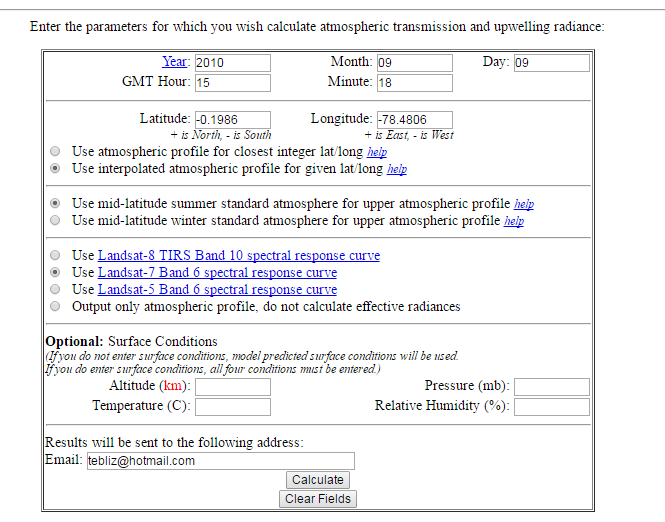 Enter the parameters for which you wish calculate atmospheric transmission and upwelling radiance:
Year: 2010 Month: 09 Day: 09
GMT Hour: 15 Minute: 18
Latitude: -0.1986 Longitude: -78.4806
+ is North, - is South + is East, - is West
Use atmospheric profile for closest integer lat/long help
Use interpolated atmospheric profile for given lat/long help
Use mid-latitude summer standard atmosphere for upper atmospheric profile help
Use mid-latitude winter standard atmosphere for upper atmospheric profile help
Use Landsat-8 TIRS Band 10 spectral response curve
Use Landsat-7 Band 6 spectral response curve
Use Landsat-5 Band 6 spectral response curve
Output only atmospheric profile, do not calculate effective radiances
Optional: Surface Conditions
(If you do not enter surface conditions, model predicted surface conditions will be used.
If you do enter surface conditions, all four conditions must be entered.)
Altitude (km): Pressure (mb):
Temperature (C): Relative Humidity (%):
Results will be sent to the following address:
Email: tebliz@hotmail.com
Calculate
Clear Fields